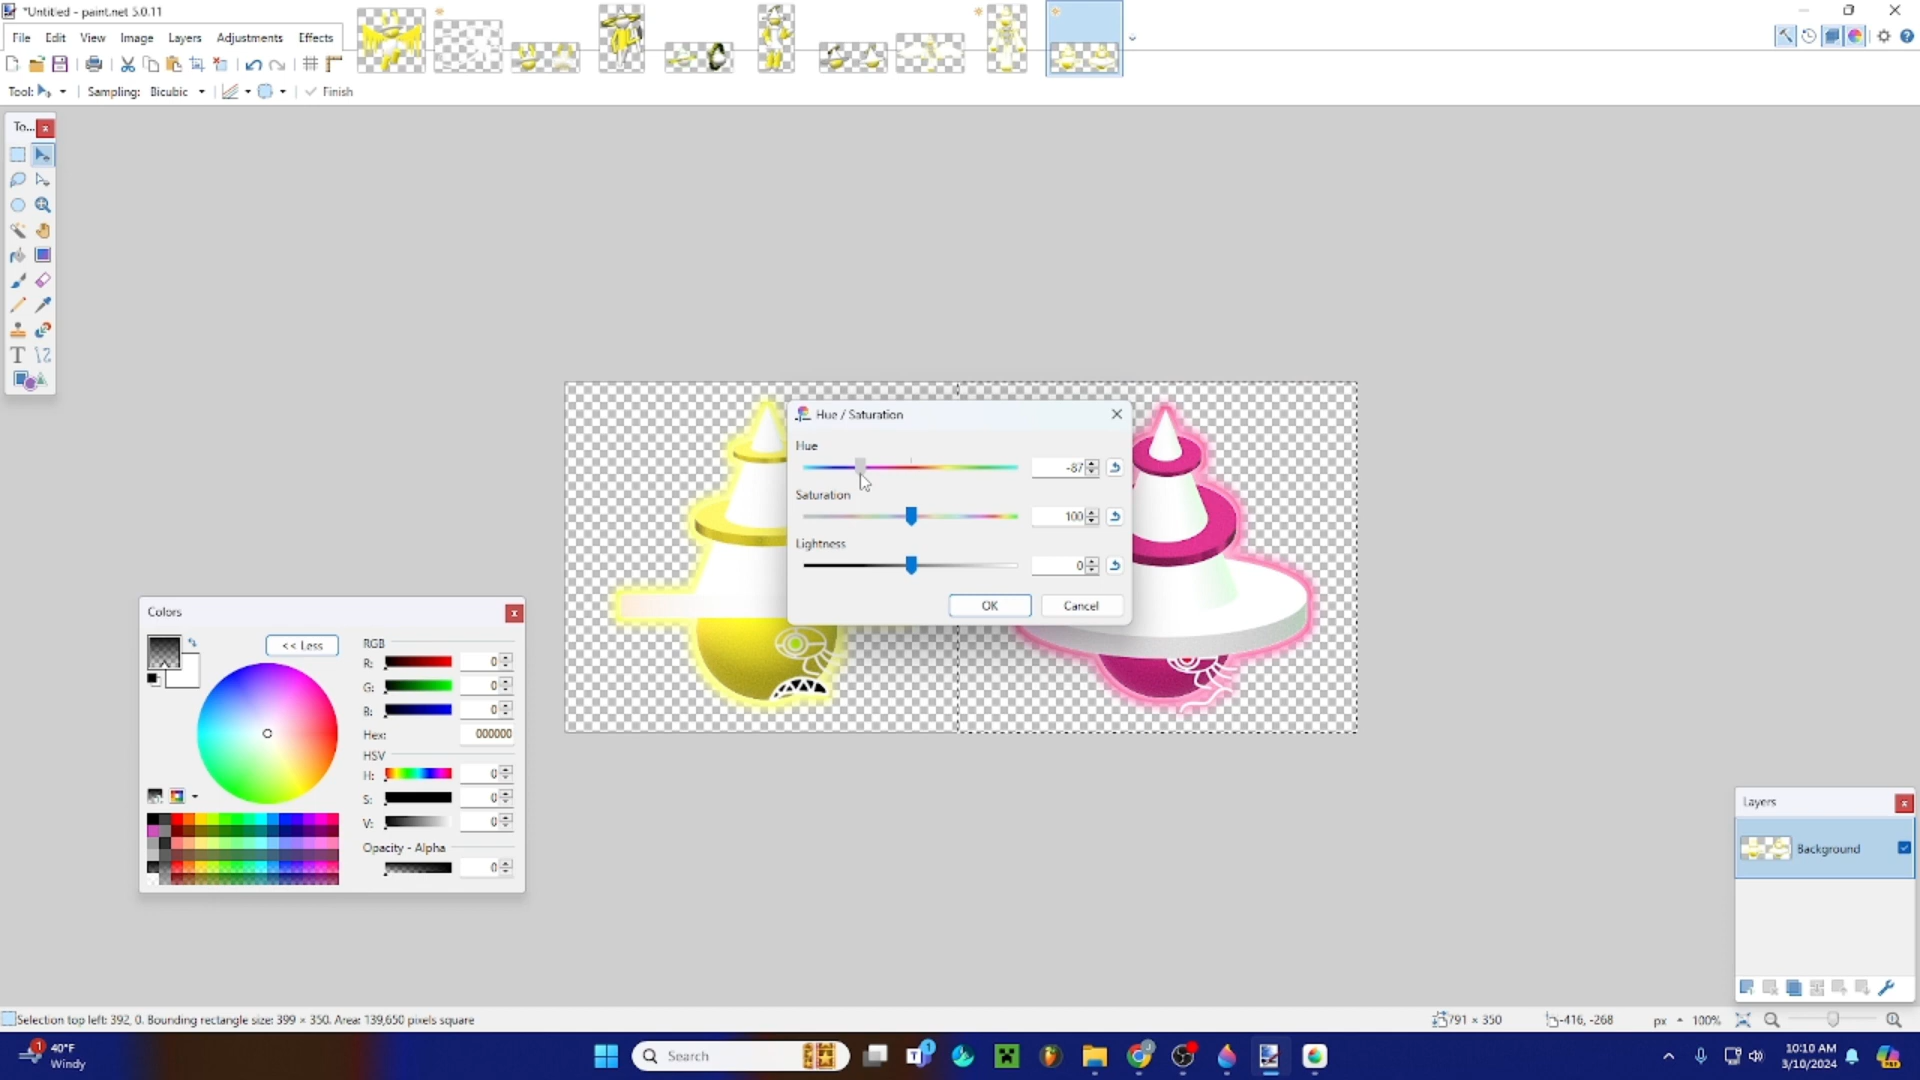 *Untitled - paint.net 5.0.11
File Edit View Image Layers Adjustments Effects
Tool: Sampling: Bicubic Finish
To...
Hue / Saturation
Hue
-87
Saturation
100
Lightness
0
OK Cancel
Colors
<< Less
RGB
R: 0
G: 0
B: 0
Hex: 000000
HSV
H: 0
S: 0
V: 0
Opacity - Alpha
0
Layers
Background
Selection top left: 392, 0. Bounding rectangle size: 399 × 350. Area: 139,650 pixels square
791 × 350 -416, -268 px 100%
1 40°F
Windy
Search
T 1
10:10 AM
3/10/2024